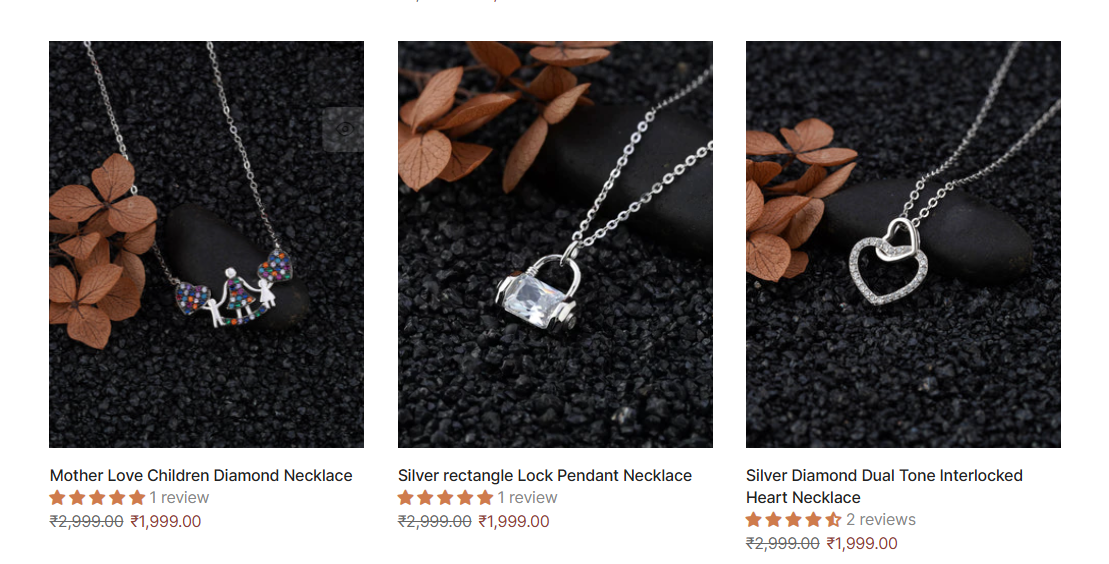 Mother Love Children Diamond Necklace
1 review
₹2,999.00 ₹1,999.00
Silver rectangle Lock Pendant Necklace
1 review
₹2,999.00 ₹1,999.00
Silver Diamond Dual Tone Interlocked
Heart Necklace
2 reviews
₹2,999.00 ₹1,999.00